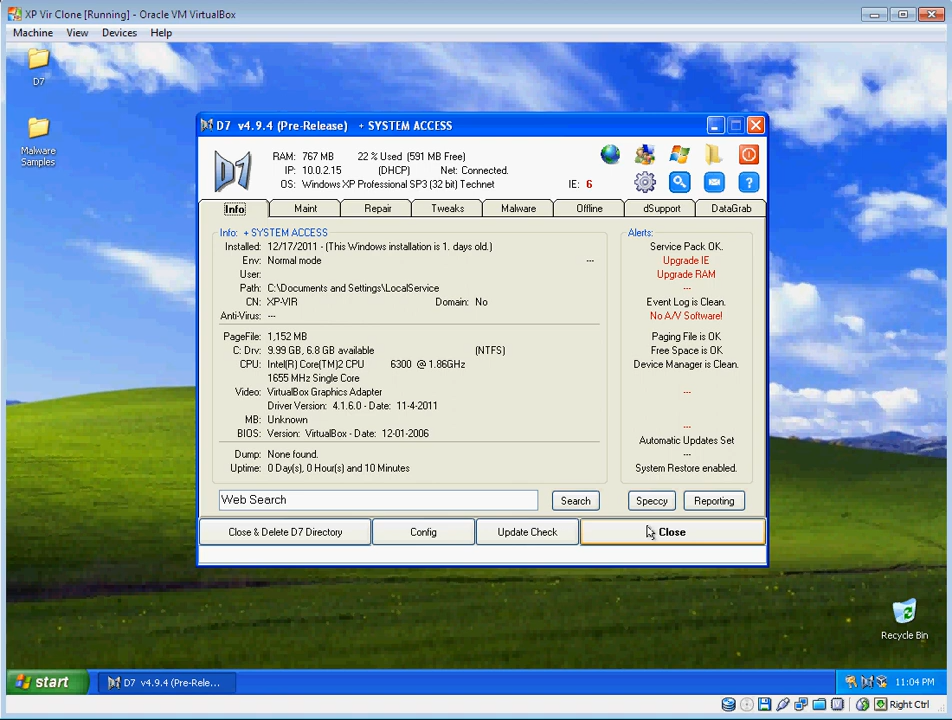 XP Vir Clone [Running] - Oracle VM VirtualBox
Machine View Devices Help
D7
Malware
Samples
D7 v4.9.4 (Pre-Release) + SYSTEM ACCESS
D7
RAM: 767 MB 22 % Used (591 MB Free)
IP: 10.0.2.15 (DHCP) Net: Connected.
OS: Windows XP Professional SP3 (32 bit) Technet IE: 6
Info Maint Repair Tweaks Malware Offline dSupport DataGrab
Info: + SYSTEM ACCESS
Installed: 12/17/2011 - (This Windows installation is 1. days old.)
Env: Normal mode ---
User:
Path: C:\Documents and Settings\LocalService
CN: XP-VIR Domain: No
Anti-Virus: ---
PageFile: 1,152 MB
C: Drv: 9.99 GB, 6.8 GB available (NTFS)
CPU: Intel(R) Core(TM)2 CPU 6300 @ 1.86GHz
1655 MHz Single Core
Video: VirtualBox Graphics Adapter
Driver Version: 4.1.6.0 - Date: 11-4-2011
MB: Unknown
BIOS: Version: VirtualBox - Date: 12-01-2006
Dump: None found.
Uptime: 0 Day(s), 0 Hour(s) and 10 Minutes
Alerts:
Service Pack OK.
Upgrade IE
Upgrade RAM
---
Event Log is Clean.
No A/V Software!
Paging File is OK
Free Space is OK
Device Manager is Clean.
---
---
Automatic Updates Set
---
System Restore enabled.
Web Search Search Speccy Reporting
Close & Delete D7 Directory Config Update Check Close
Recycle Bin
start D7 v4.9.4 (Pre-Rele... 11:04 PM
Right Ctrl